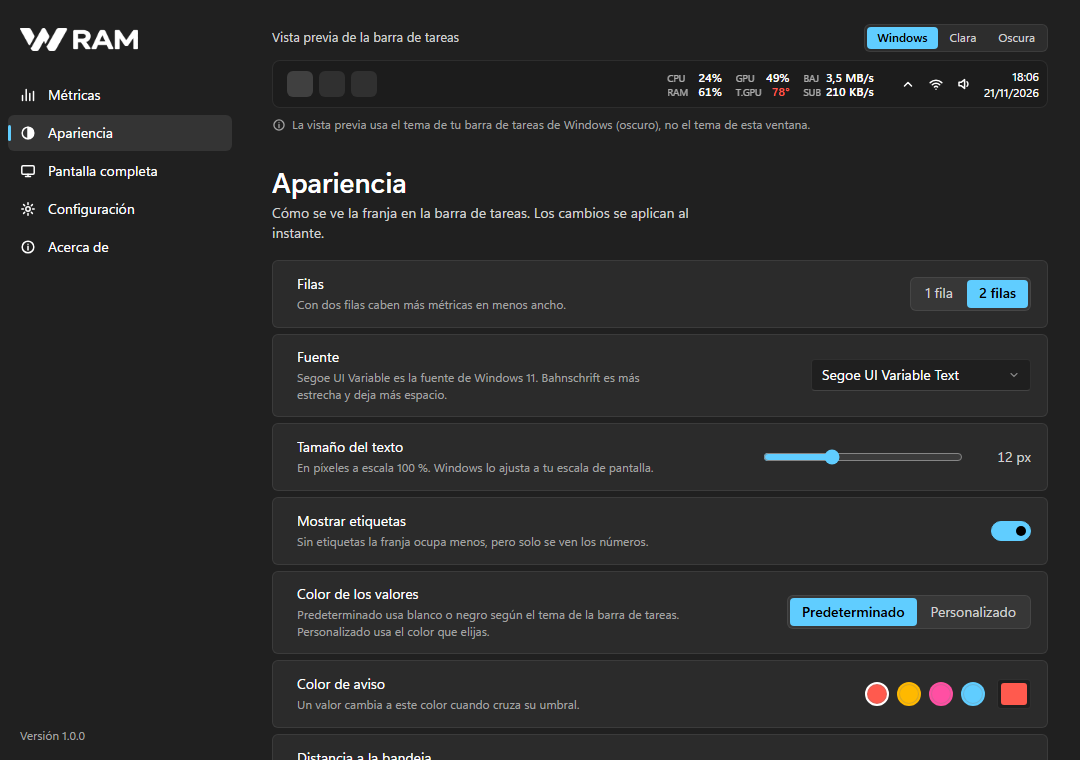 W RAM
Métricas
Apariencia
Pantalla completa
Configuración
Acerca de
Versión 1.0.0
Vista previa de la barra de tareas
Windows Clara Oscura
CPU 24% GPU 49% BAJ 3,5 MB/s
RAM 61% T.GPU 78° SUB 210 KB/s
18:06
21/11/2026
La vista previa usa el tema de tu barra de tareas de Windows (oscuro), no el tema de esta ventana.
Apariencia
Cómo se ve la franja en la barra de tareas. Los cambios se aplican al
instante.
Filas
Con dos filas caben más métricas en menos ancho.
1 fila 2 filas
Fuente
Segoe UI Variable es la fuente de Windows 11. Bahnschrift es más
estrecha y deja más espacio.
Segoe UI Variable Text
Tamaño del texto
En píxeles a escala 100 %. Windows lo ajusta a tu escala de pantalla.
12 px
Mostrar etiquetas
Sin etiquetas la franja ocupa menos, pero solo se ven los números.
Color de los valores
Predeterminado usa blanco o negro según el tema de la barra de tareas.
Personalizado usa el color que elijas.
Predeterminado Personalizado
Color de aviso
Un valor cambia a este color cuando cruza su umbral.
Distancia a la bandeja